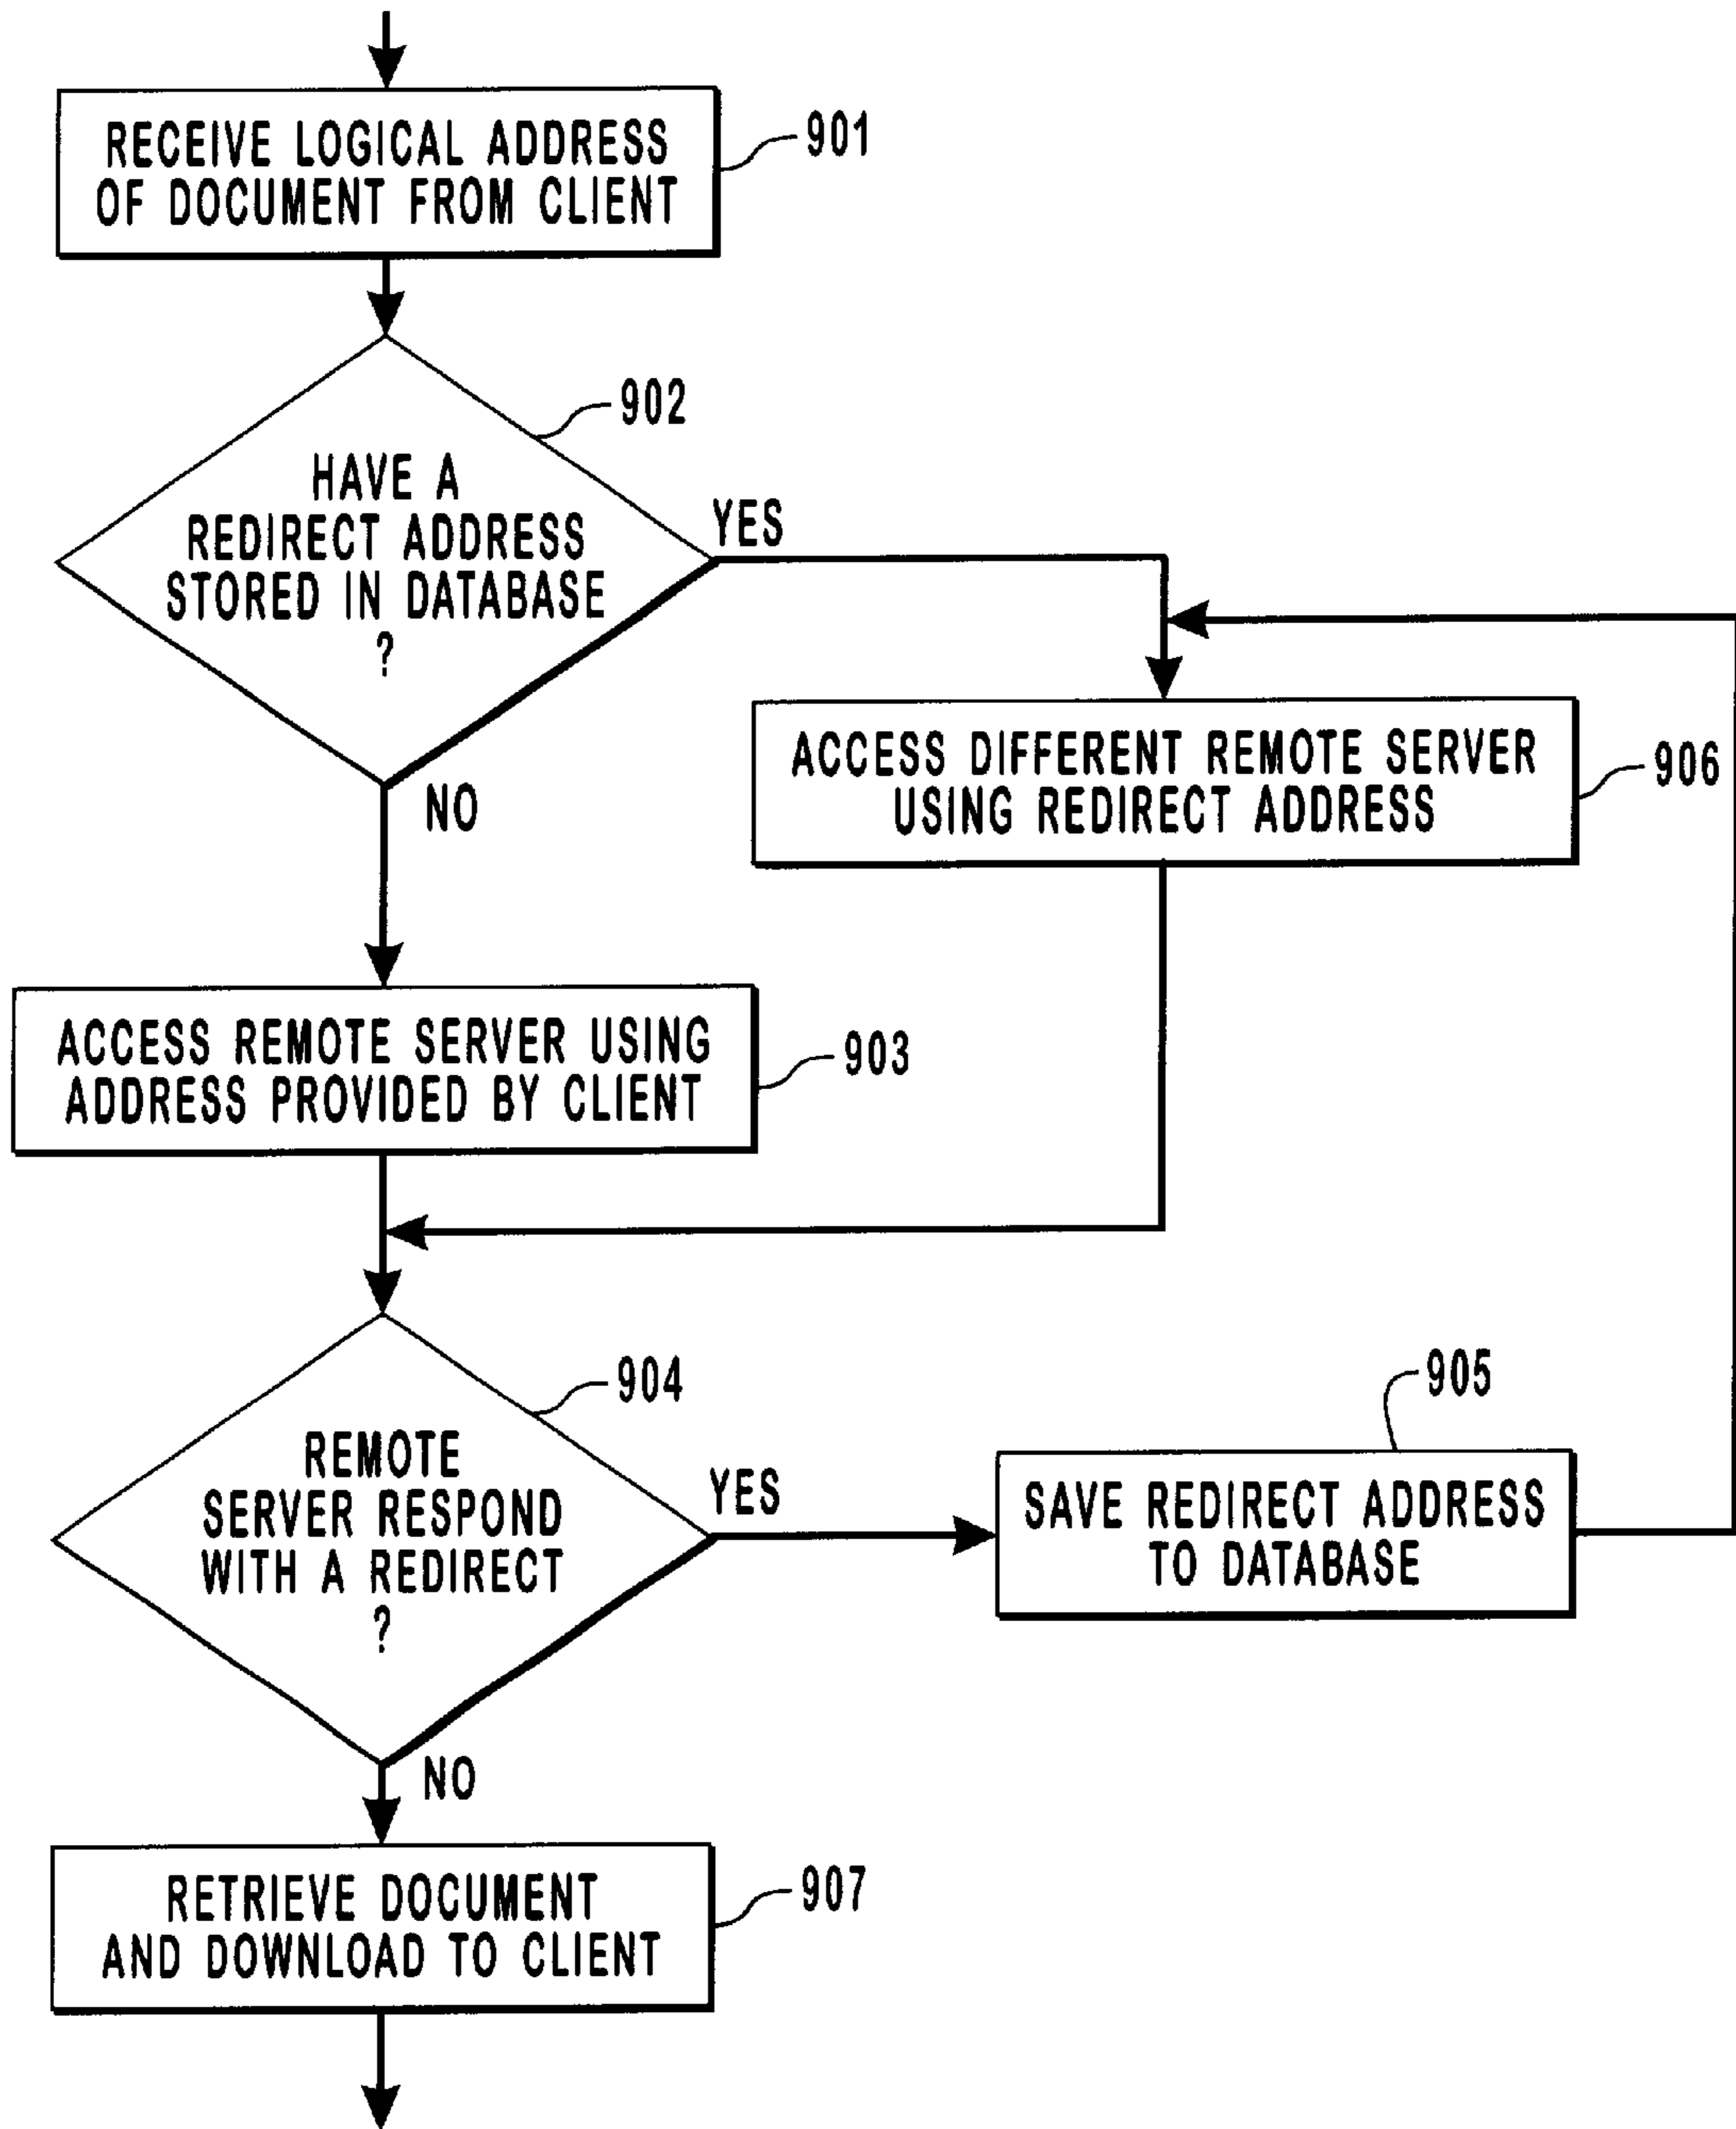 RECEIVE LOGICAL ADDRESS
OF DOCUMENT FROM CLIENT
901
902
HAVE A
REDIRECT ADDRESS
STORED IN DATABASE
?
YES
NO
ACCESS DIFFERENT REMOTE SERVER
USING REDIRECT ADDRESS
906
ACCESS REMOTE SERVER USING
ADDRESS PROVIDED BY CLIENT
903
904
REMOTE
SERVER RESPOND
WITH A REDIRECT
?
YES
NO
905
SAVE REDIRECT ADDRESS
TO DATABASE
RETRIEVE DOCUMENT
AND DOWNLOAD TO CLIENT
907